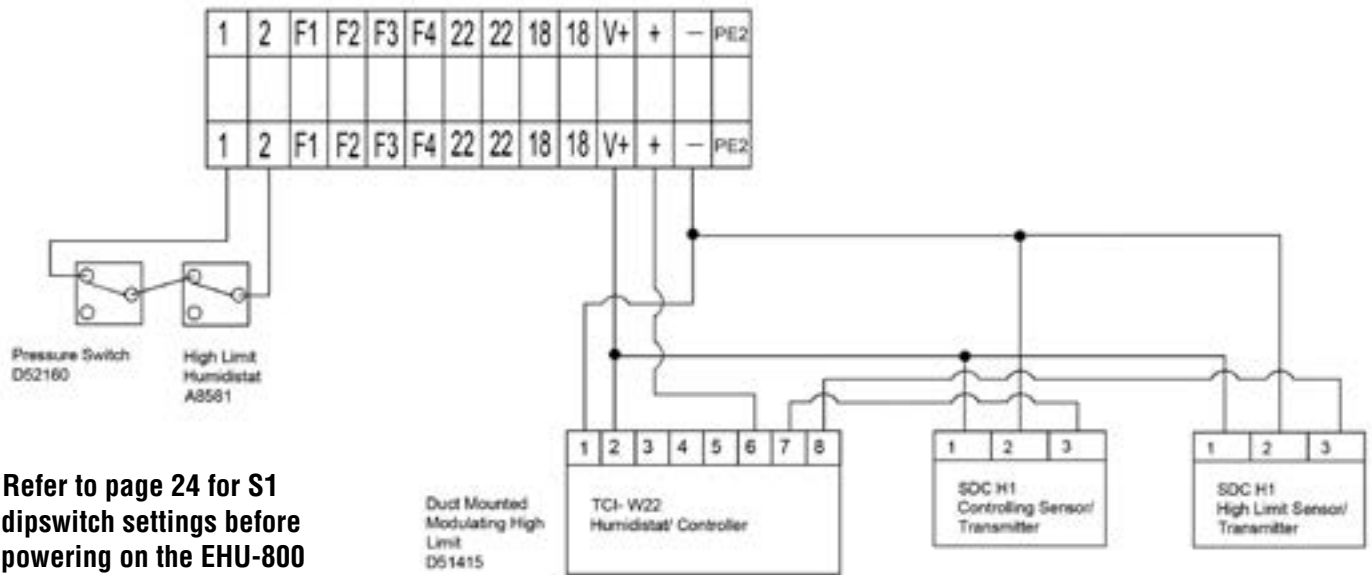 1 2 F1 F2 F3 F4 22 22 18 18 V+ + − PE2
1 2 F1 F2 F3 F4 22 22 18 18 V+ + − PE2
Pressure Switch
D52160
High Limit
Humidistat
A8581
Refer to page 24 for S1
dipswitch settings before
powering on the EHU-800
Duct Mounted
Modulating High
Limit
D51415
1 2 3 4 5 6 7 8
TCI- W22
Humidistat/ Controller
1 2 3
SDC H1
Controlling Sensor/
Transmitter
1 2 3
SDC H1
High Limit Sensor/
Transmitter